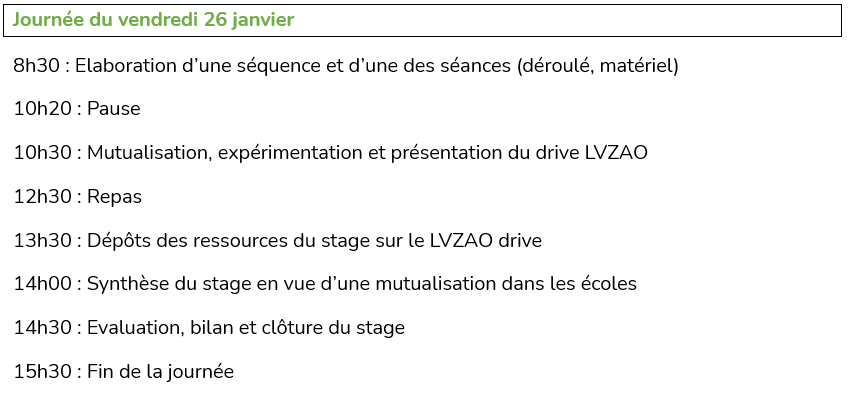 Journée du vendredi 26 janvier
8h30 : Elaboration d'une séquence et d'une des séances (déroulé, matériel)
10h20 : Pause
10h30 : Mutualisation, expérimentation et présentation du drive LVZAO
12h30 : Repas
13h30 : Dépôts des ressources du stage sur le LVZAO drive
14h00 : Synthèse du stage en vue d'une mutualisation dans les écoles
14h30 : Evaluation, bilan et clôture du stage
15h30 : Fin de la journée